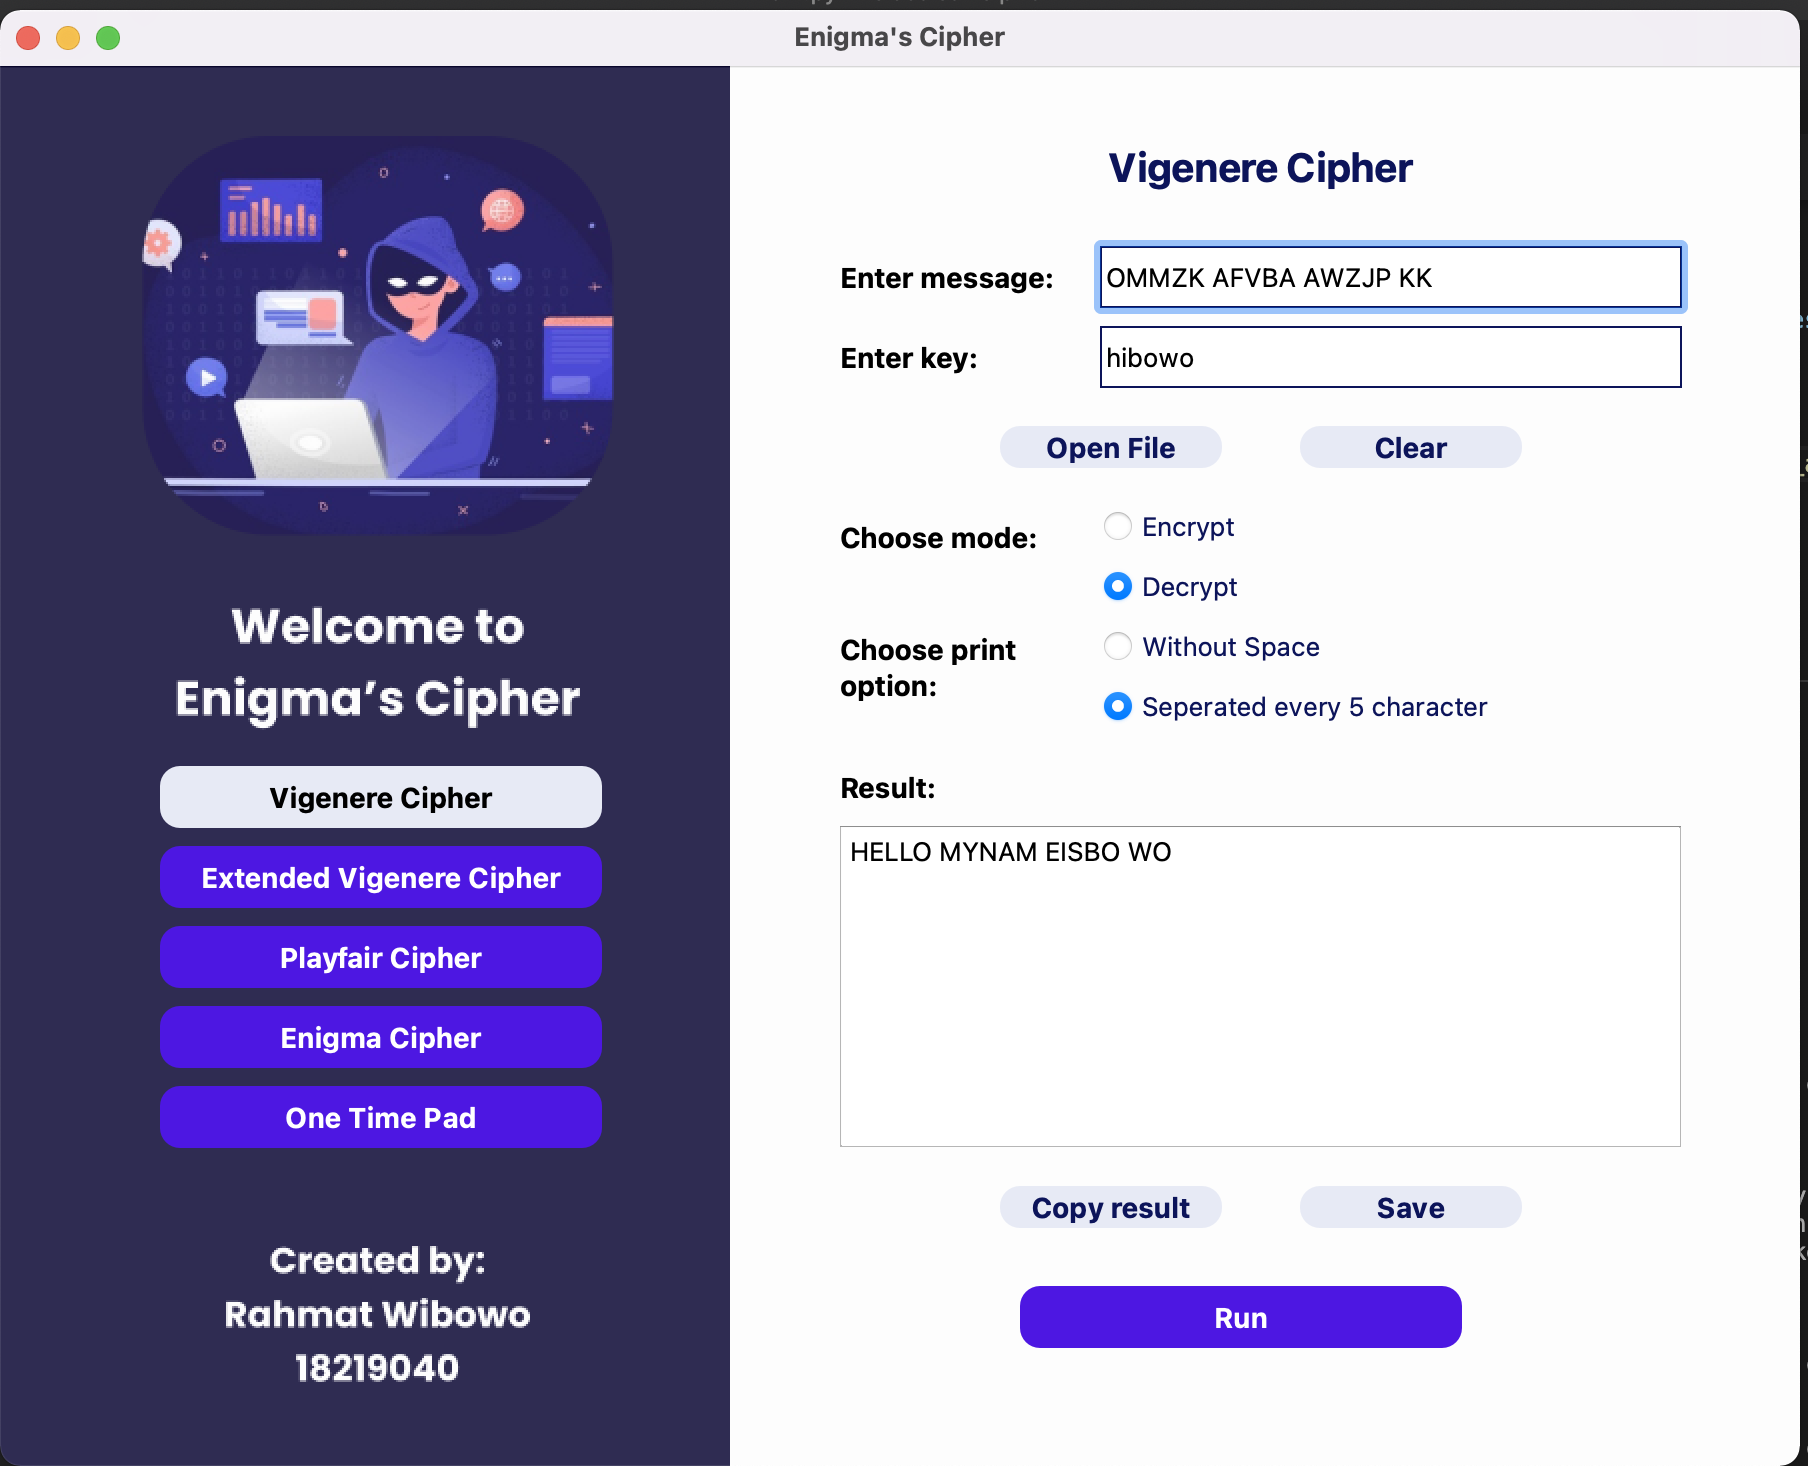 Enigma's Cipher
Welcome to
Enigma’s Cipher
Vigenere Cipher
Extended Vigenere Cipher
Playfair Cipher
Enigma Cipher
One Time Pad
Created by:
Rahmat Wibowo
18219040
Vigenere Cipher
Enter message: OMMZK AFVBA AWZJP KK
Enter key: hibowo
Open File Clear
Choose mode: Encrypt
Decrypt
Choose print option: Without Space
Seperated every 5 character
Result:
HELLO MYNAM EISBO WO
Copy result Save
Run